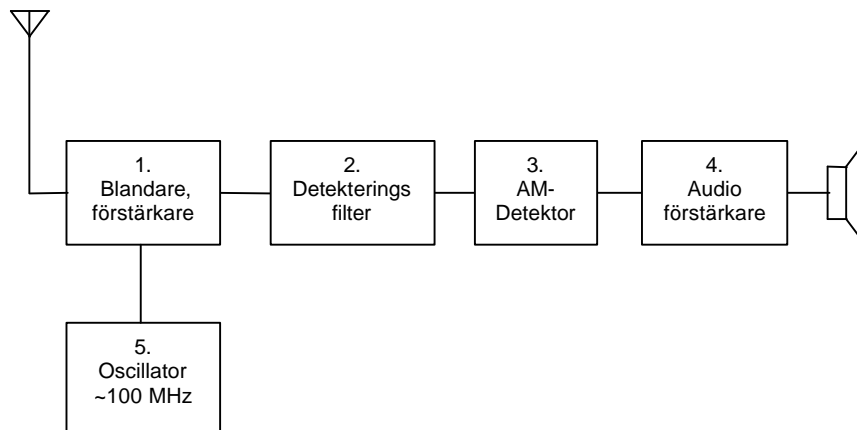 1.
Blandare,
förstärkare
2.
Detekterings
filter
3.
AM-
Detektor
4.
Audio
förstärkare
5.
Oscillator
~100 MHz